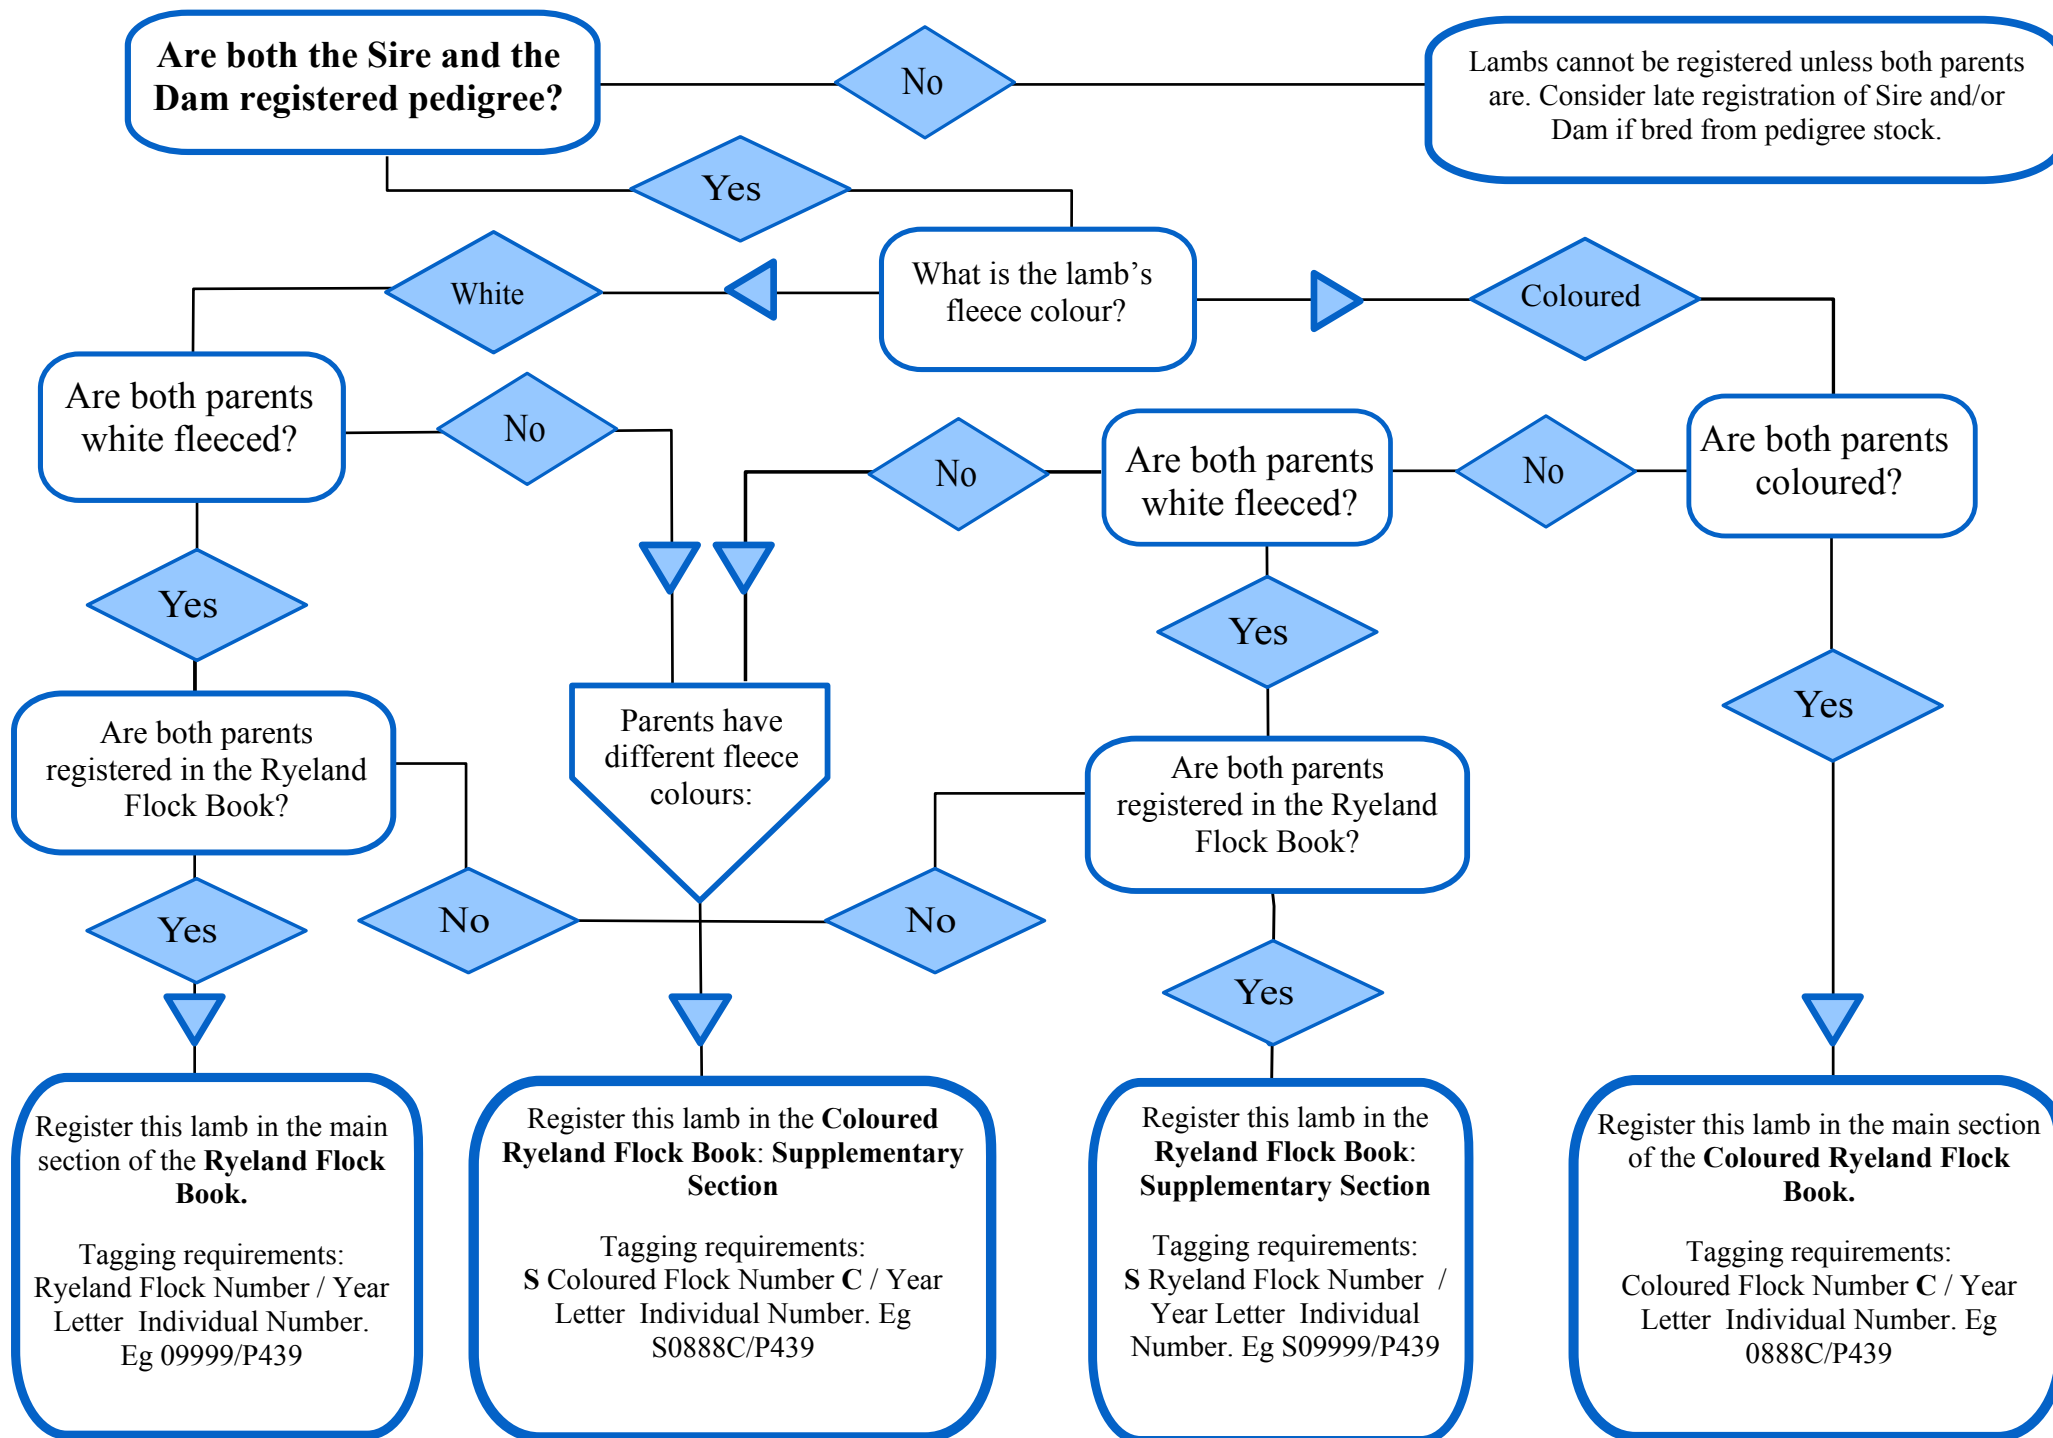 Are both the Sire and the
Dam registered pedigree?
No
Lambs cannot be registered unless both parents
are. Consider late registration of Sire and/or
Dam if bred from pedigree stock.
Yes
What is the lamb's
fleece colour?
White
Coloured
Are both parents
white fleeced?
No
No
Are both parents
white fleeced?
No
Are both parents
coloured?
Yes
Yes
Yes
Are both parents
registered in the Ryeland
Flock Book?
Parents have
different fleece
colours:
Are both parents
registered in the Ryeland
Flock Book?
Yes
No
No
Yes
Register this lamb in the main
section of the Ryeland Flock
Book.
Tagging requirements:
Ryeland Flock Number / Year
Letter  Individual Number.
Eg 09999/P439
Register this lamb in the Coloured
Ryeland Flock Book: Supplementary
Section
Tagging requirements:
S Coloured Flock Number C / Year
Letter  Individual Number. Eg
S0888C/P439
Register this lamb in the
Ryeland Flock Book:
Supplementary Section
Tagging requirements:
S Ryeland Flock Number  /
Year Letter  Individual
Number. Eg S09999/P439
Register this lamb in the main section
of the Coloured Ryeland Flock
Book.
Tagging requirements:
Coloured Flock Number C / Year
Letter  Individual Number. Eg
0888C/P439